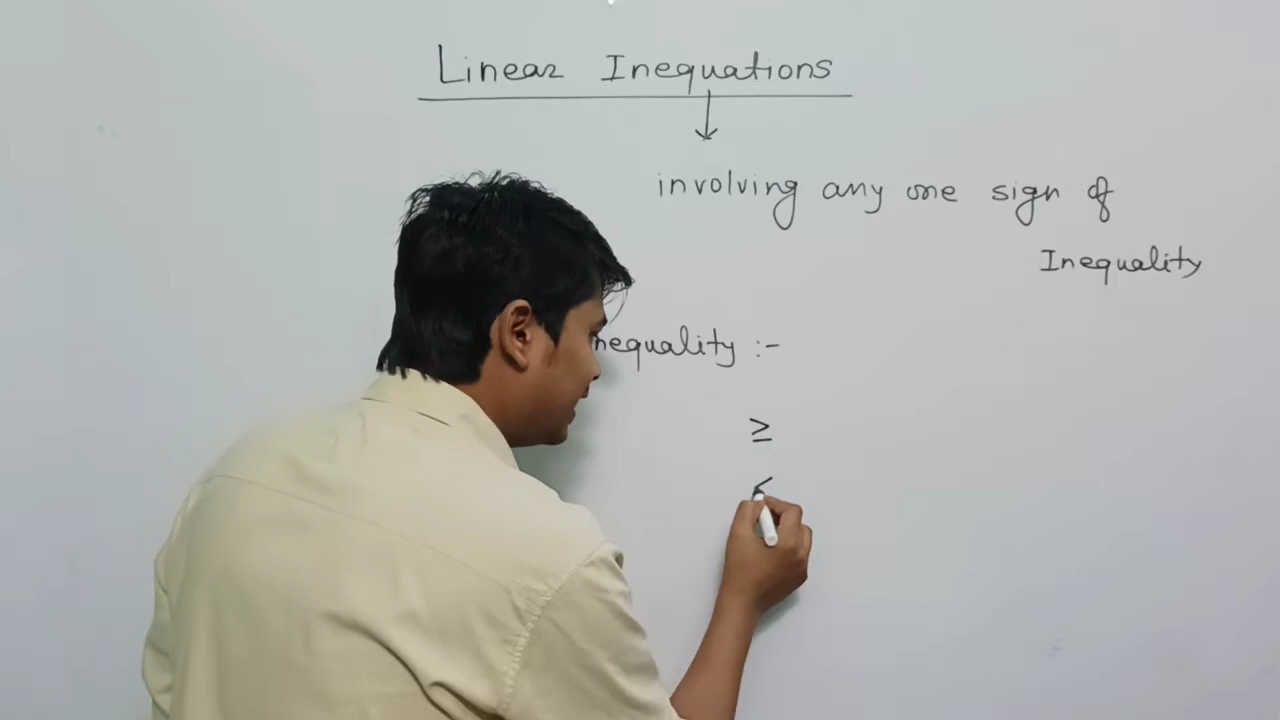 Linear Inequations
↓
involving any one sign of
Inequality
nequality :-
≥